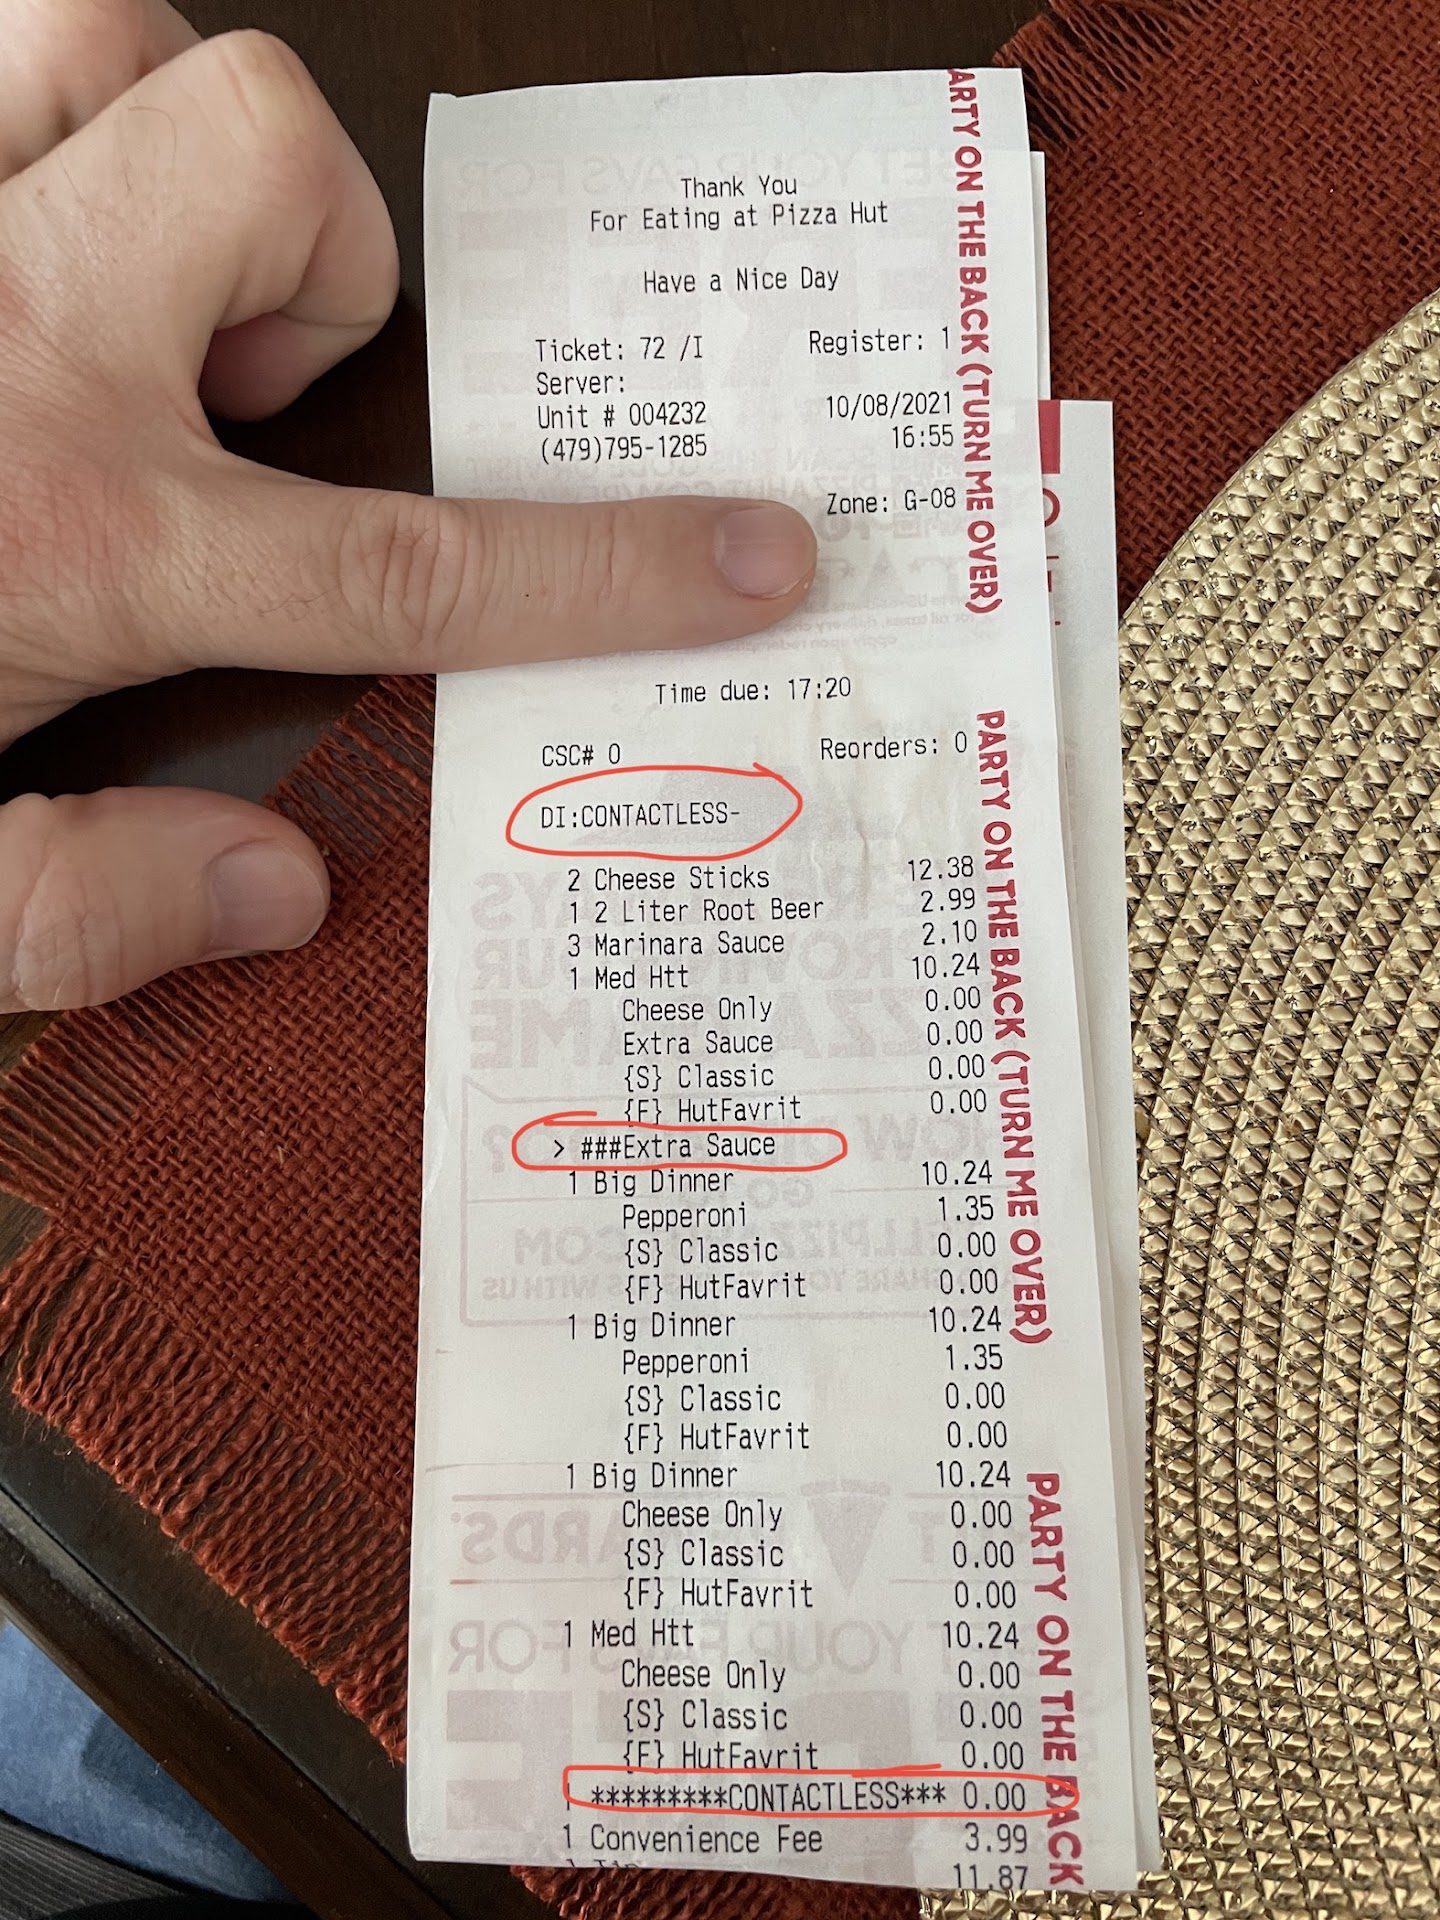 Thank You
For Eating at Pizza Hut
Have a Nice Day
Ticket: 72 /I Register: 1
Server:
Unit # 004232 10/08/2021
(479)795-1285 16:55
Zone: G-08
Time due: 17:20
CSC# 0 Reorders: 0
DI:CONTACTLESS-
2 Cheese Sticks 12.38
1 2 Liter Root Beer 2.99
3 Marinara Sauce 2.10
1 Med Htt 10.24
Cheese Only 0.00
Extra Sauce 0.00
{S} Classic 0.00
{F} HutFavrit 0.00
> ###Extra Sauce
1 Big Dinner 10.24
Pepperoni 1.35
{S} Classic 0.00
{F} HutFavrit 0.00
1 Big Dinner 10.24
Pepperoni 1.35
{S} Classic 0.00
{F} HutFavrit 0.00
1 Big Dinner 10.24
Cheese Only 0.00
{S} Classic 0.00
{F} HutFavrit 0.00
1 Med Htt 10.24
Cheese Only 0.00
{S} Classic 0.00
{F} HutFavrit 0.00
1 *********CONTACTLESS*** 0.00
1 Convenience Fee 3.99
11.87
PARTY ON THE BACK (TURN ME OVER)
PARTY ON THE BACK (TURN ME OVER)
PARTY ON THE BACK